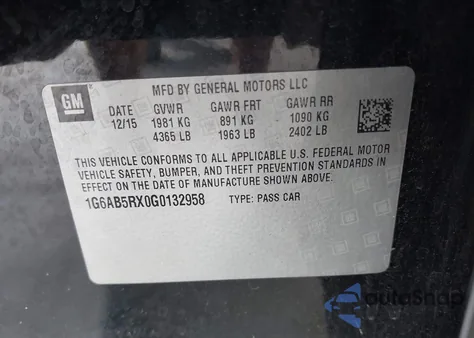 MFD BY GENERAL MOTORS LLC
GM
DATE GVWR GAWR FRT GAWR RR
12/15 1981 KG 891 KG 1090 KG
4365 LB 1963 LB 2402 LB
THIS VEHICLE CONFORMS TO ALL APPLICABLE U.S. FEDERAL MOTOR
VEHICLE SAFETY, BUMPER, AND THEFT PREVENTION STANDARDS IN
EFFECT ON THE DATE OF MANUFACTURE SHOWN ABOVE.
1G6AB5RX0G0132958 TYPE: PASS CAR
autoSnap